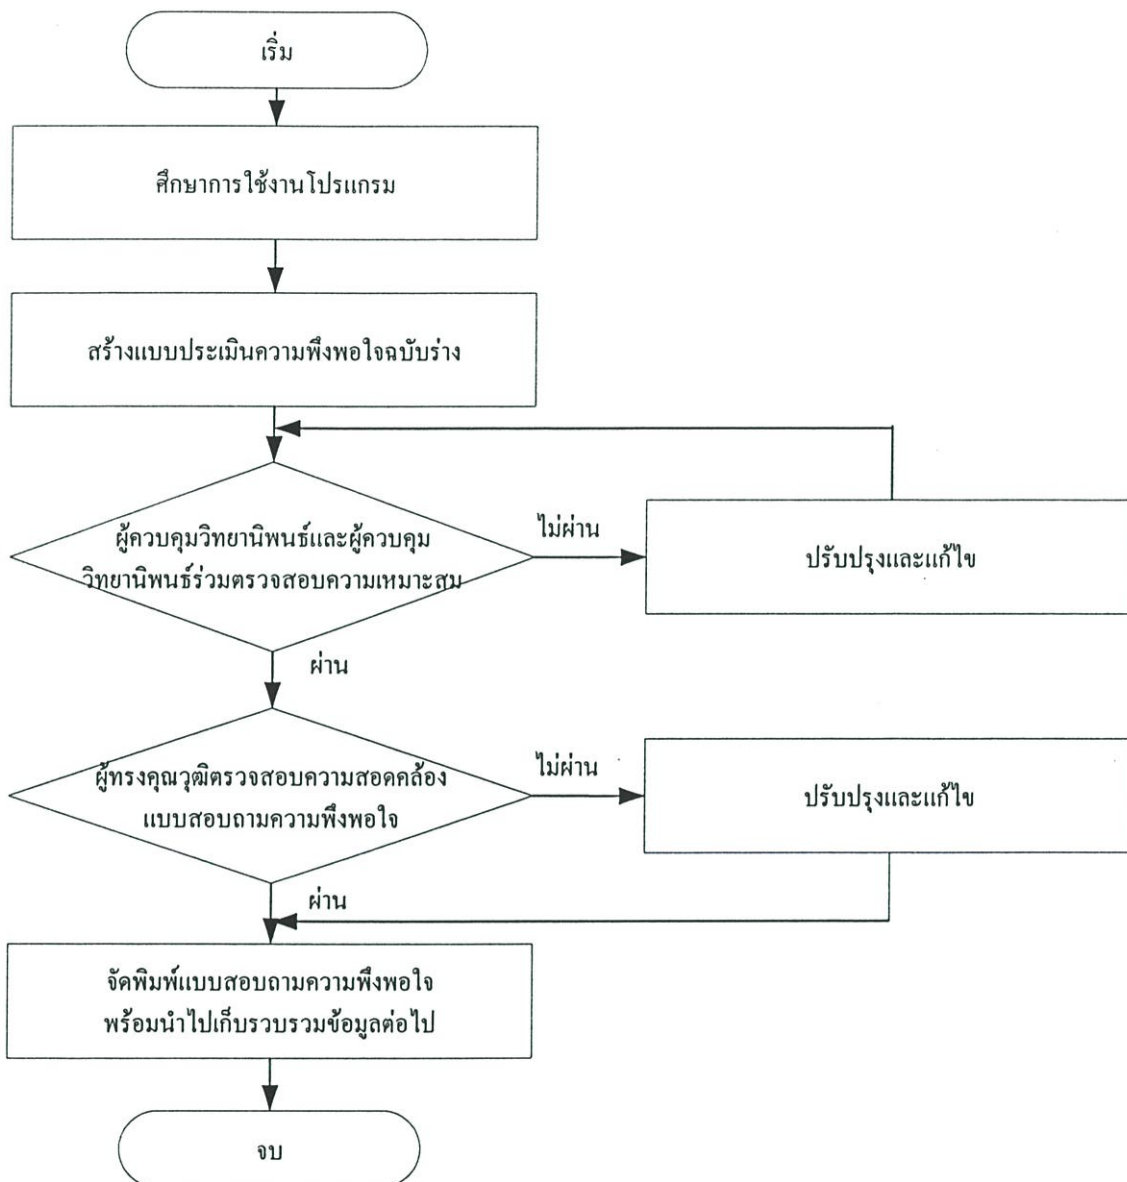 เริ่ม
ศึกษาการใช้งานโปรแกรม
สร้างแบบประเมินความพึงพอใจฉบับร่าง
ผู้ควบคุมวิทยานิพนธ์และผู้ควบคุม
วิทยานิพนธ์ร่วมตรวจสอบความเหมาะสม
ไม่ผ่าน
ปรับปรุงและแก้ไข
ผ่าน
ผู้ทรงคุณวุฒิตรวจสอบความสอดคล้อง
แบบสอบถามความพึงพอใจ
ไม่ผ่าน
ปรับปรุงและแก้ไข
ผ่าน
จัดพิมพ์แบบสอบถามความพึงพอใจ
พร้อมนำไปเก็บรวบรวมข้อมูลต่อไป
จบ